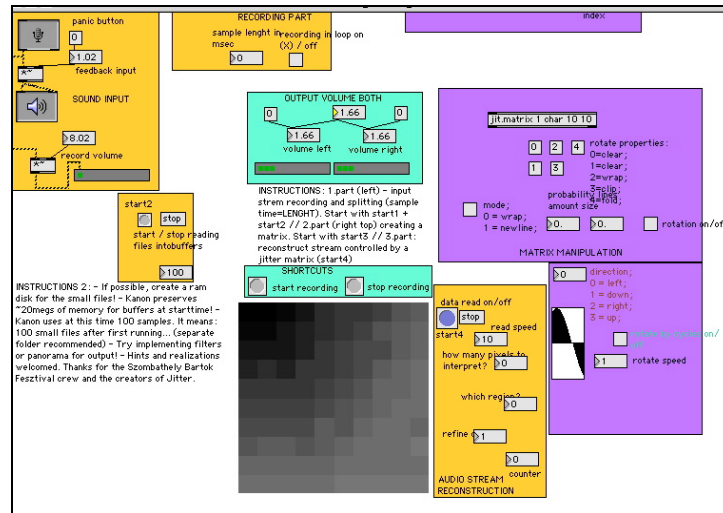 panic button
0
1.02
feedback input
*~
SOUND INPUT
8.02
*~
record volume
RECORDING PART
sample lenght in
msec
0
recording in loop on
(X) / off
index
OUTPUT VOLUME BOTH
0
1.66
0
1.66
1.66
volume left
volume right
INSTRUCTIONS: 1.part (left) - input
strem recording and splitting (sample
time=LENGHT). Start with start1 +
start2 // 2.part (right top) creating a
matrix. Start with start3 // 3.part:
reconstruct stream controlled by a
jitter matrix (start4)
SHORTCUTS
start recording
stop recording
jit.matrix 1 char 10 10
0
2
4
1
3
rotate properties:
0=clear;
1=clear;
2=wrap;
3=clip;
4=fold;
probability lines
amount size
mode;
0 = wrap;
1 = newline;
0.
0.
rotation on/off
MATRIX MANIPULATION
start2
stop
start / stop reading
files intobuffers
100
INSTRUCTIONS 2: - If possible, create a ram
disk for the small files! - Kanon preserves
~20megs of memory for buffers at starttime! -
Kanon uses at this time 100 samples. It means:
100 small files after first running... (separate
folder recommended) - Try implementing filters
or panorama for output! - Hints and realizations
welcomed. Thanks for the Szombathely Bartok
Fesztival crew and the creators of Jitter.
data read on/off
stop
start4
read speed
10
how many pixels to
interpret?
0
which region?
0
refine
1
0
counter
AUDIO STREAM
RECONSTRUCTION
0
direction;
0 = left;
1 = down;
2 = right;
3 = up;
1
rotate speed